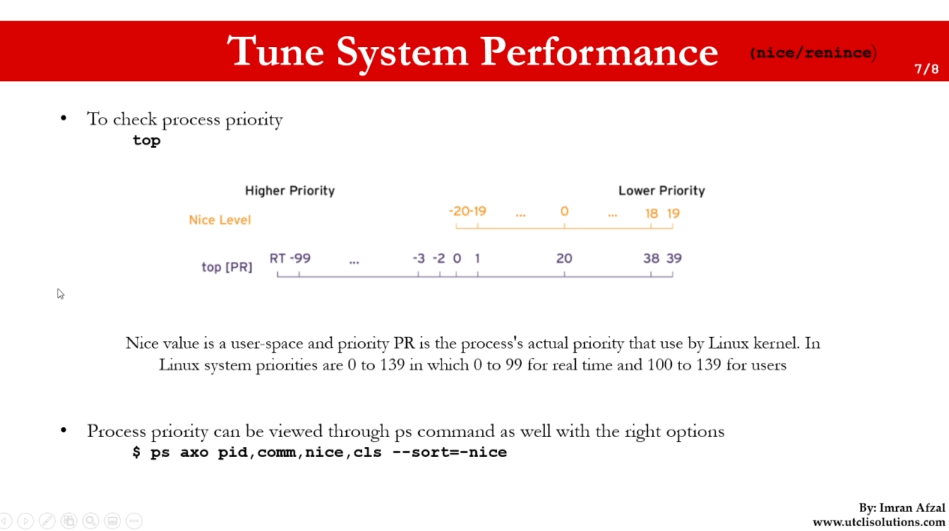 Tune System Performance (nice/renince)
7/8
• To check process priority
top
Higher Priority Lower Priority
Nice Level -20-19 ... 0 ... 18 19
top [PR] RT -99 ... -3 -2 0 1 20 38 39
Nice value is a user-space and priority PR is the process's actual priority that use by Linux kernel. In
Linux system priorities are 0 to 139 in which 0 to 99 for real time and 100 to 139 for users
• Process priority can be viewed through ps command as well with the right options
$ ps axo pid,comm,nice,cls --sort=-nice
By: Imran Afzal
www.utclisolutions.com